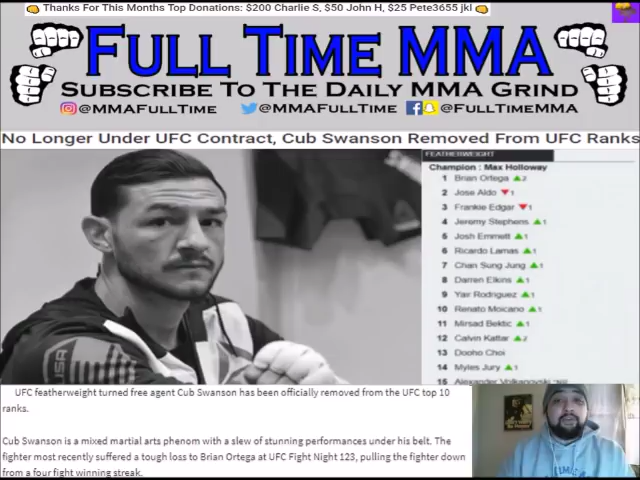 Thanks For This Months Top Donations: $200 Charlie S, $50 John H, $25 Pete3655 jkl
FULL TIME MMA
SUBSCRIBE TO THE DAILY MMA GRIND
@MMAFULLTIME @MMAFULLTIME @FULLTIMEMMA
No Longer Under UFC Contract, Cub Swanson Removed From UFC Ranks
FEATHERWEIGHT
Champion : Max Holloway
1 Brian Ortega ▲2
2 Jose Aldo ▼1
3 Frankie Edgar ▼1
4 Jeremy Stephens ▲1
5 Josh Emmett ▲1
6 Ricardo Lamas ▲1
7 Chan Sung Jung ▲1
8 Darren Elkins ▲1
9 Yair Rodriguez ▲1
10 Renato Moicano ▲1
11 Mirsad Bektic ▲1
12 Calvin Kattar ▲2
13 Dooho Choi
14 Myles Jury ▲1
15 Alexander Volkanovski
USA
UFC featherweight turned free agent Cub Swanson has been officially removed from the UFC top 10
ranks.
Cub Swanson is a mixed martial arts phenom with a slew of stunning performances under his belt. The
fighter most recently suffered a tough loss to Brian Ortega at UFC Fight Night 123, pulling the fighter down
from a four fight winning streak.